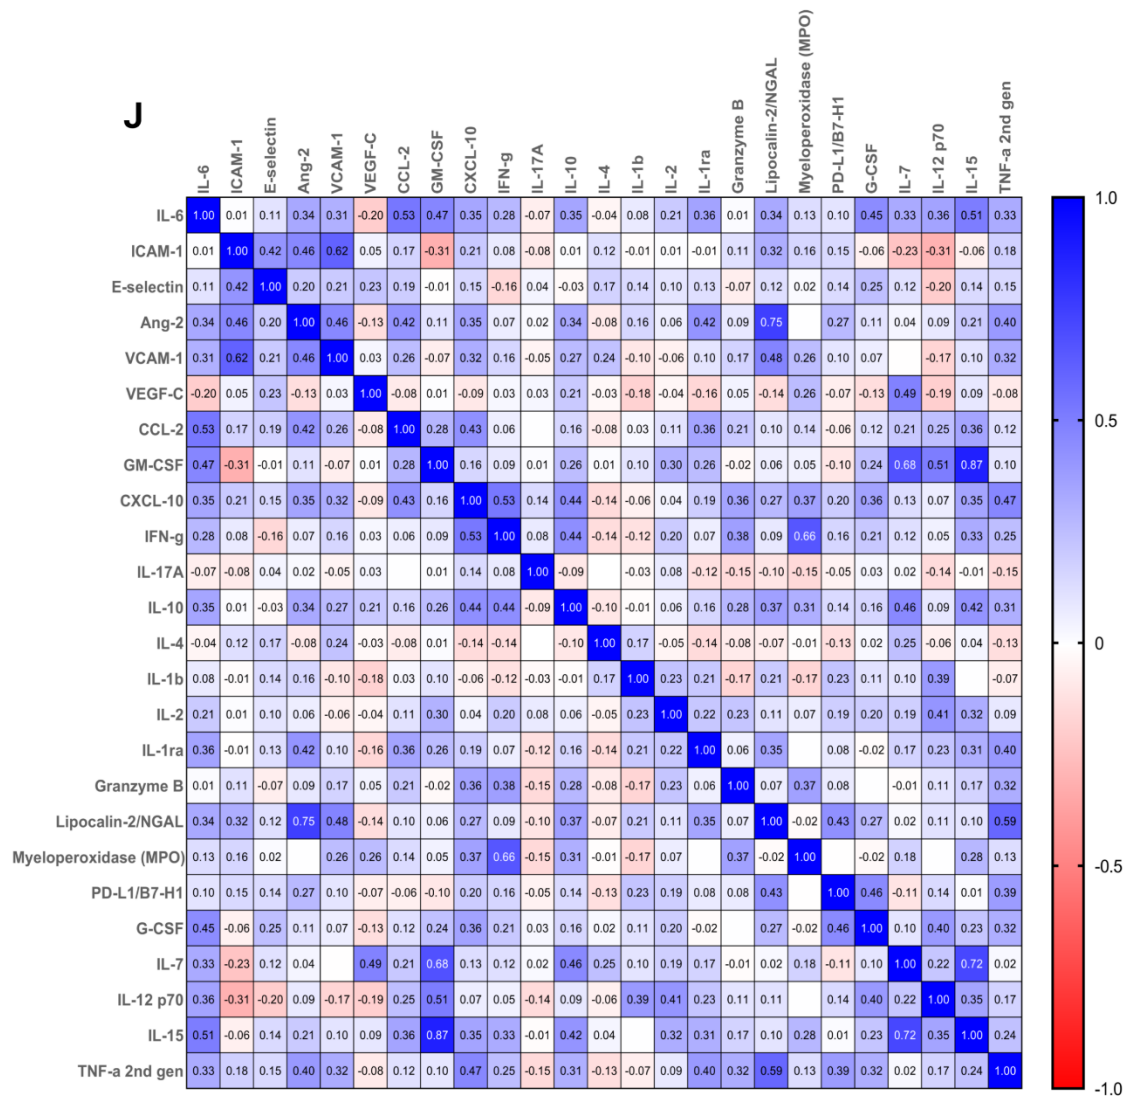 J
IL-6 ICAM-1 E-selectin Ang-2 VCAM-1 VEGF-C CCL-2 GM-CSF CXCL-10 IFN-g IL-17A IL-10 IL-4 IL-1b IL-2 IL-1ra Granzyme B Lipocalin-2/NGAL Myeloperoxidase (MPO) PD-L1/B7-H1 G-CSF IL-7 IL-12 p70 IL-15 TNF-a 2nd gen
IL-6 1.00 0.01 0.11 0.34 0.31 -0.20 0.53 0.47 0.35 0.28 -0.07 0.35 -0.04 0.08 0.21 0.36 0.01 0.34 0.13 0.10 0.45 0.33 0.36 0.51 0.33
ICAM-1 0.01 1.00 0.42 0.46 0.62 0.05 0.17 -0.31 0.21 0.08 -0.08 0.01 0.12 -0.01 0.01 -0.01 0.11 0.32 0.16 0.15 -0.06 -0.23 -0.31 -0.06 0.18
E-selectin 0.11 0.42 1.00 0.20 0.21 0.23 0.19 -0.01 0.15 -0.16 0.04 -0.03 0.17 0.14 0.10 0.13 -0.07 0.12 0.02 0.14 0.25 0.12 -0.20 0.14 0.15
Ang-2 0.34 0.46 0.20 1.00 0.46 -0.13 0.42 0.11 0.35 0.07 0.02 0.34 -0.08 0.16 0.06 0.42 0.09 0.75 0.27 0.11 0.04 0.09 0.21 0.40
VCAM-1 0.31 0.62 0.21 0.46 1.00 0.03 0.26 -0.07 0.32 0.16 -0.05 0.27 0.24 -0.10 -0.06 0.10 0.17 0.48 0.26 0.10 0.07 -0.17 0.10 0.32
VEGF-C -0.20 0.05 0.23 -0.13 0.03 1.00 -0.08 0.01 -0.09 0.03 0.03 0.21 -0.03 -0.18 -0.04 -0.16 0.05 -0.14 0.26 -0.07 -0.13 0.49 -0.19 0.09 -0.08
CCL-2 0.53 0.17 0.19 0.42 0.26 -0.08 1.00 0.28 0.43 0.06 0.16 -0.08 0.03 0.11 0.36 0.21 0.10 0.14 -0.06 0.12 0.21 0.25 0.36 0.12
GM-CSF 0.47 -0.31 -0.01 0.11 -0.07 0.01 0.28 1.00 0.16 0.09 0.01 0.26 0.01 0.10 0.30 0.26 -0.02 0.06 0.05 -0.10 0.24 0.68 0.51 0.87 0.10
CXCL-10 0.35 0.21 0.15 0.35 0.32 -0.09 0.43 0.16 1.00 0.53 0.14 0.44 -0.14 -0.06 0.04 0.19 0.36 0.27 0.37 0.20 0.36 0.13 0.07 0.35 0.47
IFN-g 0.28 0.08 -0.16 0.07 0.16 0.03 0.06 0.09 0.53 1.00 0.08 0.44 -0.14 -0.12 0.20 0.07 0.38 0.09 0.66 0.16 0.21 0.12 0.05 0.33 0.25
IL-17A -0.07 -0.08 0.04 0.02 -0.05 0.03 0.01 0.14 0.08 1.00 -0.09 -0.03 0.08 -0.12 -0.15 -0.10 -0.15 -0.05 0.03 0.02 -0.14 -0.01 -0.15
IL-10 0.35 0.01 -0.03 0.34 0.27 0.21 0.16 0.26 0.44 0.44 -0.09 1.00 -0.10 -0.01 0.06 0.16 0.28 0.37 0.31 0.14 0.16 0.46 0.09 0.42 0.31
IL-4 -0.04 0.12 0.17 -0.08 0.24 -0.03 -0.08 0.01 -0.14 -0.14 -0.10 1.00 0.17 -0.05 -0.14 -0.08 -0.07 -0.01 -0.13 0.02 0.25 -0.06 0.04 -0.13
IL-1b 0.08 -0.01 0.14 0.16 -0.10 -0.18 0.03 0.10 -0.06 -0.12 -0.03 -0.01 0.17 1.00 0.23 0.21 -0.17 0.21 -0.17 0.23 0.11 0.10 0.39 -0.07
IL-2 0.21 0.01 0.10 0.06 -0.06 -0.04 0.11 0.30 0.04 0.20 0.08 0.06 -0.05 0.23 1.00 0.22 0.23 0.11 0.07 0.19 0.20 0.19 0.41 0.32 0.09
IL-1ra 0.36 -0.01 0.13 0.42 0.10 -0.16 0.36 0.26 0.19 0.07 -0.12 0.16 -0.14 0.21 0.22 1.00 0.06 0.35 0.08 -0.02 0.17 0.23 0.31 0.40
Granzyme B 0.01 0.11 -0.07 0.09 0.17 0.05 0.21 -0.02 0.36 0.38 -0.15 0.28 -0.08 -0.17 0.23 0.06 1.00 0.07 0.37 0.08 -0.01 0.11 0.17 0.32
Lipocalin-2/NGAL 0.34 0.32 0.12 0.75 0.48 -0.14 0.10 0.06 0.27 0.09 -0.10 0.37 -0.07 0.21 0.11 0.35 0.07 1.00 -0.02 0.43 0.27 0.02 0.11 0.10 0.59
Myeloperoxidase (MPO) 0.13 0.16 0.02 0.26 0.26 0.14 0.05 0.37 0.66 -0.15 0.31 -0.01 -0.17 0.07 0.37 -0.02 1.00 -0.02 0.18 0.28 0.13
PD-L1/B7-H1 0.10 0.15 0.14 0.27 0.10 -0.07 -0.06 -0.10 0.20 0.16 -0.05 0.14 -0.13 0.23 0.19 0.08 0.08 0.43 1.00 0.46 -0.11 0.14 0.01 0.39
G-CSF 0.45 -0.06 0.25 0.11 0.07 -0.13 0.12 0.24 0.36 0.21 0.03 0.16 0.02 0.11 0.20 -0.02 0.27 -0.02 0.46 1.00 0.10 0.40 0.23 0.32
IL-7 0.33 -0.23 0.12 0.04 0.49 0.21 0.68 0.13 0.12 0.02 0.46 0.25 0.10 0.19 0.17 -0.01 0.02 0.18 -0.11 0.10 1.00 0.22 0.72 0.02
IL-12 p70 0.36 -0.31 -0.20 0.09 -0.17 -0.19 0.25 0.51 0.07 0.05 -0.14 0.09 -0.06 0.39 0.41 0.23 0.11 0.11 0.14 0.40 0.22 1.00 0.35 0.17
IL-15 0.51 -0.06 0.14 0.21 0.10 0.09 0.36 0.87 0.35 0.33 -0.01 0.42 0.04 0.32 0.31 0.17 0.10 0.28 0.01 0.23 0.72 0.35 1.00 0.24
TNF-a 2nd gen 0.33 0.18 0.15 0.40 0.32 -0.08 0.12 0.10 0.47 0.25 -0.15 0.31 -0.13 -0.07 0.09 0.40 0.32 0.59 0.13 0.39 0.32 0.02 0.17 0.24 1.00
1.0
0.5
0
-0.5
-1.0